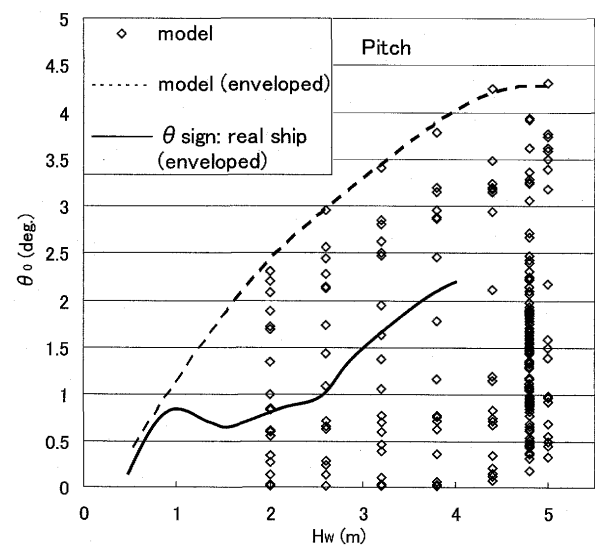 5
4.5
4
3.5
3
2.5
2
1.5
1
0.5
0
θ0 (deg.)
model
model (enveloped)
θ sign: real ship
(enveloped)
Pitch
0 1 2 3 4 5
Hw (m)